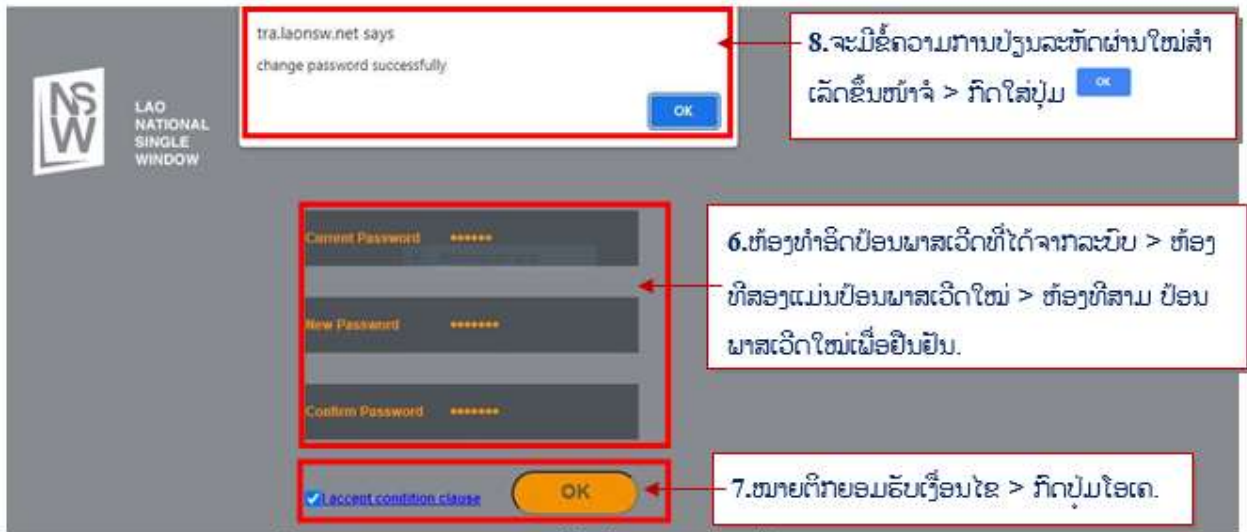 tra.laonsw.net says
change password successfully
OK
8.ຈະມີຂໍ້ຄວາມການປ່ຽນລະຫັດຜ່ານໃໝ່ສໍາ
ເລັດຂຶ້ນໜ້າຈໍ > ກົດໃສ່ປຸ່ມ OK
NS
W
LAO
NATIONAL
SINGLE
WINDOW
Current Password ••••••
6.ຫ້ອງທໍາອິດປ້ອນພາສເວີດທີ່ໄດ້ຈາກລະບົບ > ຫ້ອງ
ທີສອງແມ່ນປ້ອນພາສເວີດໃໝ່ > ຫ້ອງທີສາມ ປ້ອນ
ພາສເວີດໃໝ່ເພື່ອຢືນຢັນ.
New Password •••••••
Confirm Password •••••••
I accept condition clause
OK
7.ໝາຍຕິກຍອມຮັບເງື່ອນໄຂ > ກົດປຸ່ມໂອເຄ.